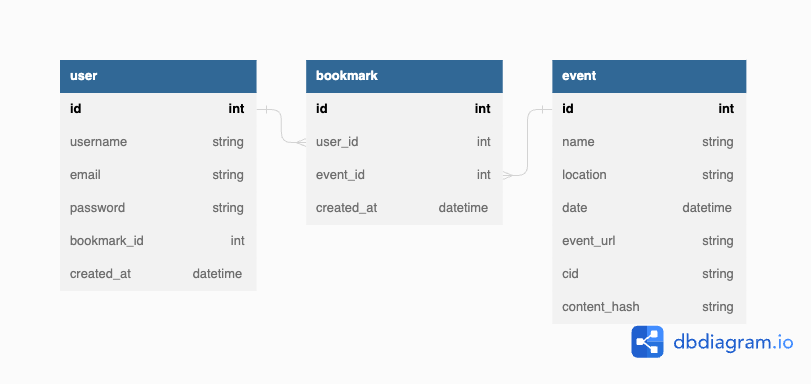 user
id int
username string
email string
password string
bookmark_id int
created_at datetime
bookmark
id int
user_id int
event_id int
created_at datetime
event
id int
name string
location string
date datetime
event_url string
cid string
content_hash string
dbdiagram.io